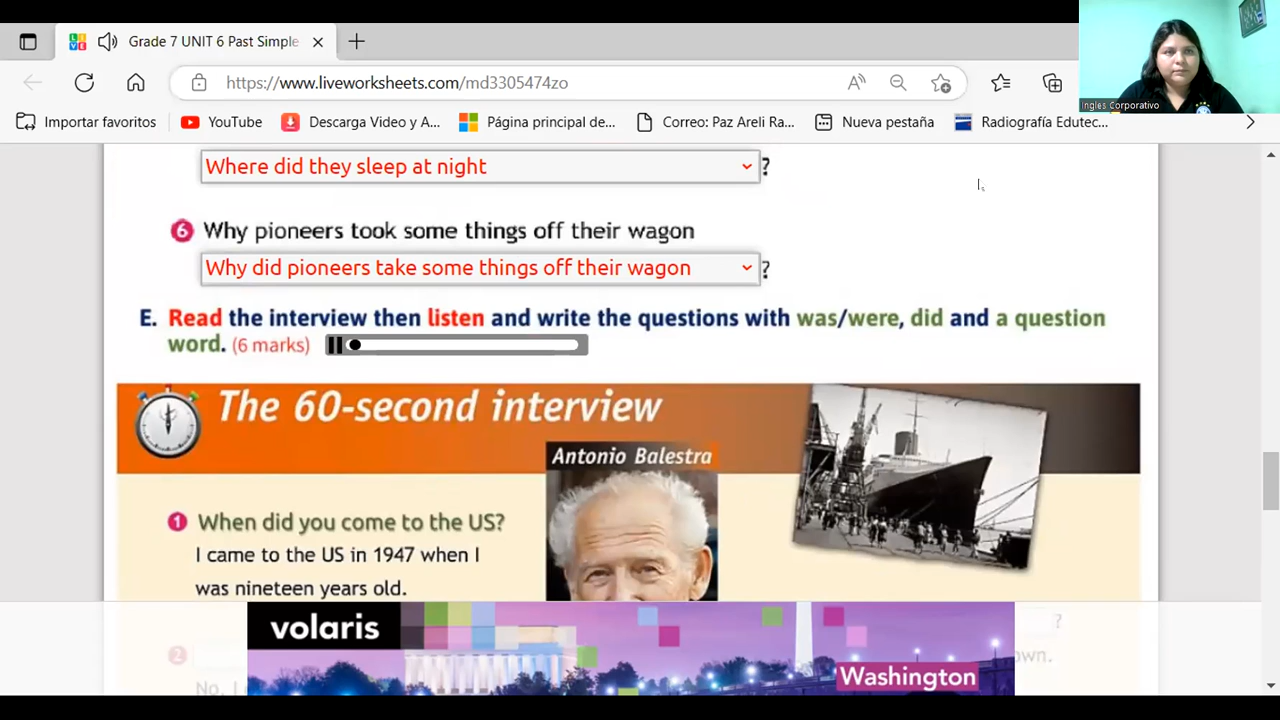 Grade 7 UNIT 6 Past Simple
https://www.liveworksheets.com/md3305474zo
Ingles Corporativo
Importar favoritos
YouTube
Descarga Video y A...
Página principal de...
Correo: Paz Areli Ra...
Nueva pestaña
Radiografía Edutec...
Where did they sleep at night ?
6 Why pioneers took some things off their wagon
Why did pioneers take some things off their wagon ?
E. Read the interview then listen and write the questions with was/were, did and a question
word. (6 marks)
The 60-second interview
Antonio Balestra
1 When did you come to the US?
I came to the US in 1947 when I
was nineteen years old.
?
2
own.
No, I
volaris
Washington